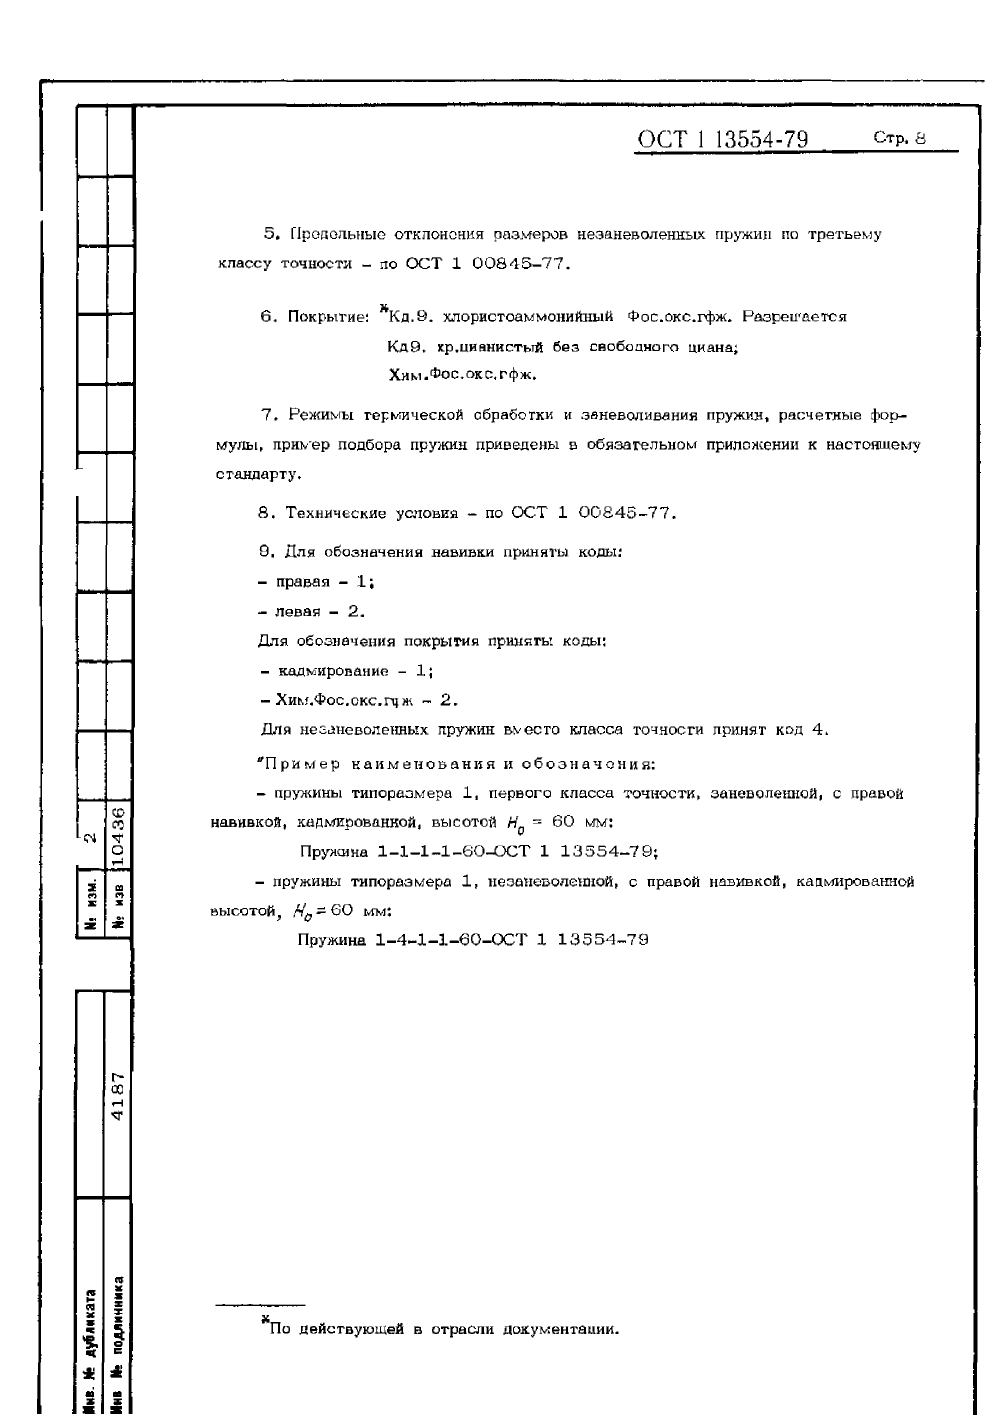 ОСТ 1 13554-79 Стр. 8
5. Предельные отклонения размеров незаневоленных пружин по третьему
классу точности – по ОСТ 1 00845-77.
6. Покрытие: *Кд.9. хлористоаммонийный Фос.окс.гфж. Разрешается
Кд9. хр.цианистый без свободного циана;
Хим.Фос.окс.гфж.
7. Режимы термической обработки и заневоливания пружин, расчетные фор-
мулы, пример подбора пружин приведены в обязательном приложении к настоящему
стандарту.
8. Технические условия – по ОСТ 1 00845-77.
9. Для обозначения навивки приняты коды:
– правая – 1;
– левая – 2.
Для обозначения покрытия приняты коды:
– кадмирование – 1;
– Хим.Фос.окс.гфж – 2.
Для незаневоленных пружин вместо класса точности принят код 4.
"Пример наименования и обозначения:
– пружины типоразмера 1, первого класса точности, заневоленной, с правой
навивкой, кадмированной, высотой H₀ = 60 мм:
Пружина 1-1-1-1-60-ОСТ 1 13554-79;
– пружины типоразмера 1, незаневоленной, с правой навивкой, кадмированной
высотой, H₀ = 60 мм:
Пружина 1-4-1-1-60-ОСТ 1 13554-79
*По действующей в отрасли документации.
№ изм. 2
№ изв 10436
4187
Инв. № дубликата
Инв № подлинника